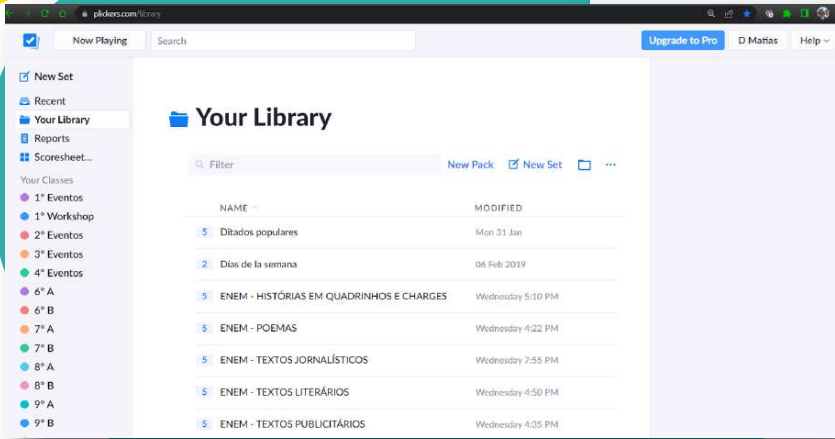 plickers.com/library
Now Playing
Search
Upgrade to Pro
D Matias
Help
New Set
Recent
Your Library
Reports
Scoresheet...
Your Classes
1º Eventos
1º Workshop
2º Eventos
3º Eventos
4º Eventos
6º A
6º B
7º A
7º B
8º A
8º B
9º A
9º B
Your Library
Filter
New Pack
New Set
...
NAME MODIFIED
5 Ditados populares Mon 31 Jan
2 Días de la semana 06 Feb 2019
5 ENEM - HISTÓRIAS EM QUADRINHOS E CHARGES Wednesday 5:10 PM
5 ENEM - POEMAS Wednesday 4:22 PM
5 ENEM - TEXTOS JORNALÍSTICOS Wednesday 7:55 PM
5 ENEM - TEXTOS LITERÁRIOS Wednesday 4:50 PM
5 ENEM - TEXTOS PUBLICITÁRIOS Wednesday 4:35 PM